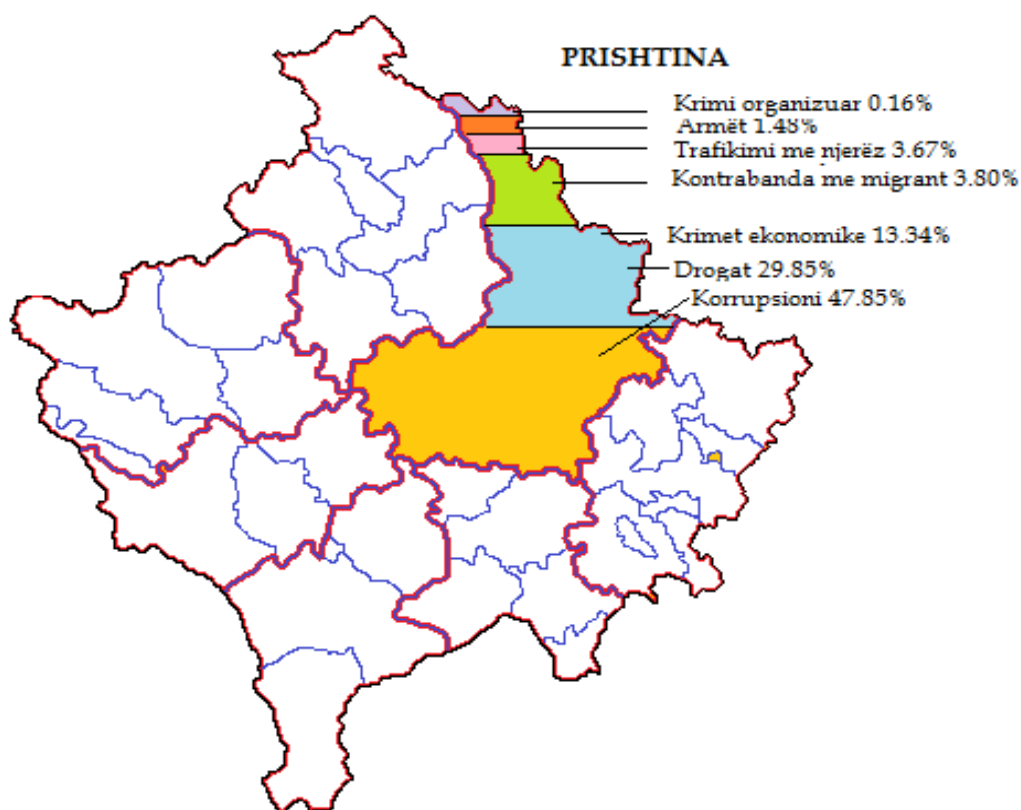 PRISHTINA
Krimi organizuar 0.16%
Armët 1.48%
Trafikimi me njerëz 3.67%
Kontrabanda me migrant 3.80%
Krimet ekonomike 13.34%
Drogat 29.85%
Korrupsioni 47.85%